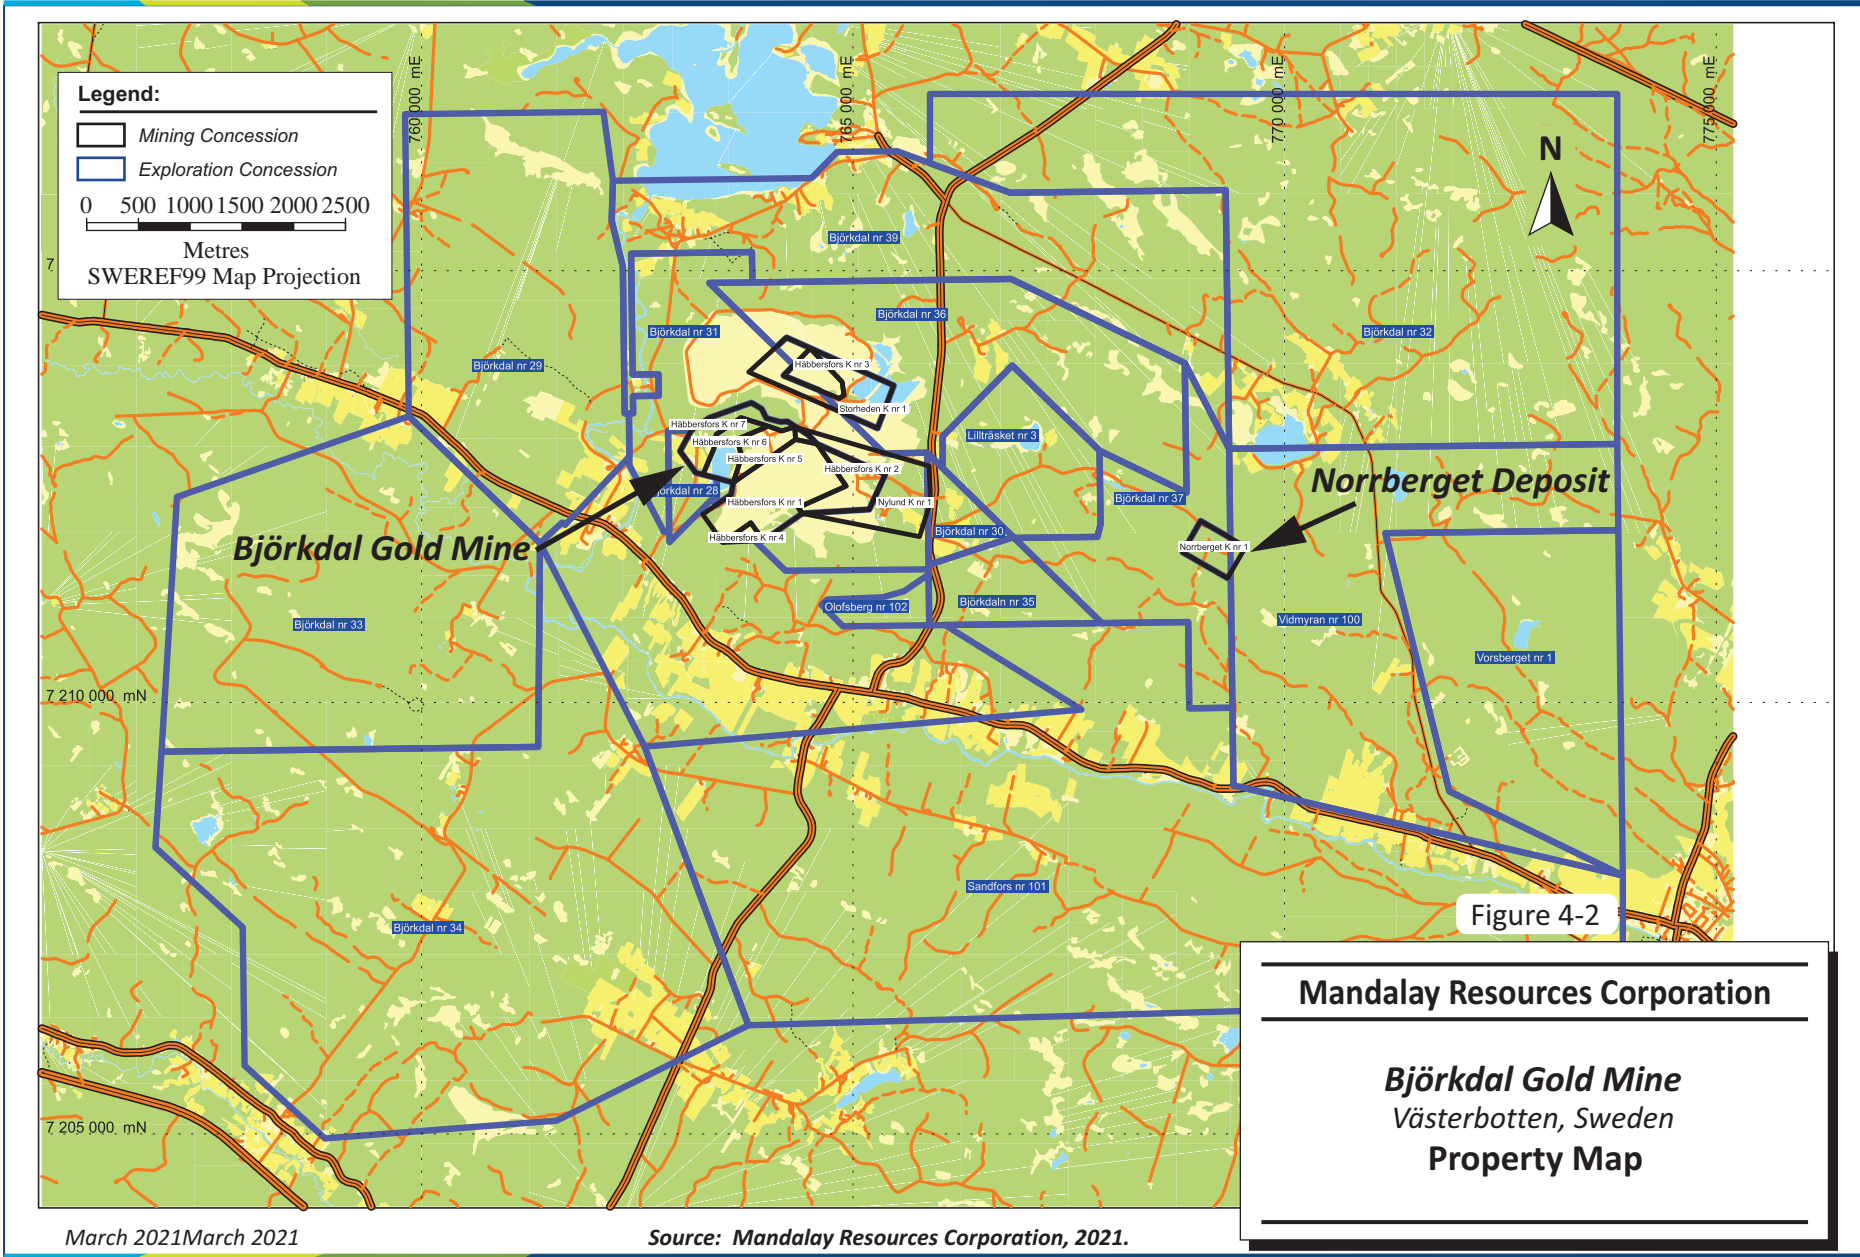 Legend:
Mining Concession
Exploration Concession
0 500 1000 1500 2000 2500
Metres
SWEREF99 Map Projection
760 000 mE
765 000 mE
770 000 mE
775 000 mE
N
7
Björkdal nr 39
Björkdal nr 36
Björkdal nr 31
Björkdal nr 32
Björkdal nr 29
Häbbersfors K nr 3
Storheden K nr 1
Häbbersfors K nr 7
Häbbersfors K nr 6
Häbbersfors K nr 5
Häbbersfors K nr 2
Lillträsket nr 3
Björkdal nr 28
Häbbersfors K nr 1
Nylund K nr 1
Björkdal nr 37
Norrberget Deposit
Häbbersfors K nr 4
Björkdal nr 30
Norrberget K nr 1
Björkdal Gold Mine
Olofsberg nr 102
Björkdaln nr 35
Björkdal nr 33
Vidmyran nr 100
Vorsberget nr 1
7 210 000 mN
Sandfors nr 101
Björkdal nr 34
7 205 000 mN
Figure 4-2
Mandalay Resources Corporation
Björkdal Gold Mine
Västerbotten, Sweden
Property Map
March 2021March 2021
Source: Mandalay Resources Corporation, 2021.